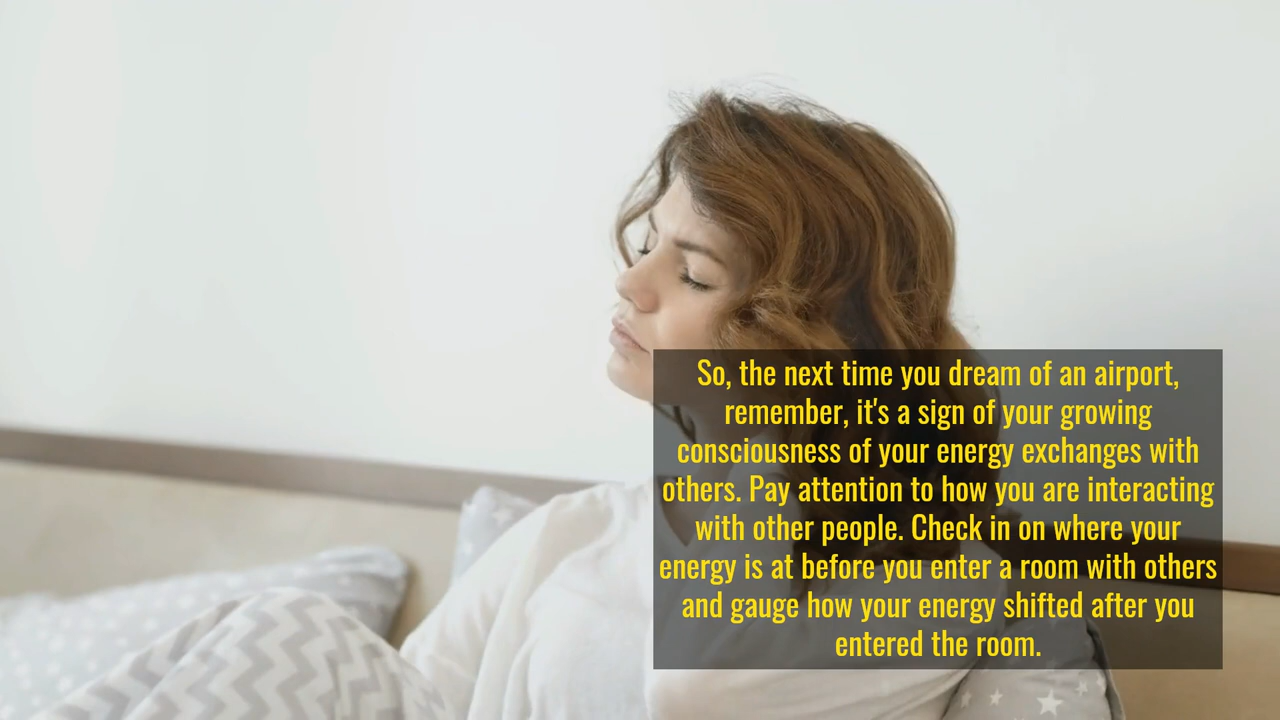 So, the next time you dream of an airport,
remember, it's a sign of your growing
consciousness of your energy exchanges with
others. Pay attention to how you are interacting
with other people. Check in on where your
energy is at before you enter a room with others
and gauge how your energy shifted after you
entered the room.